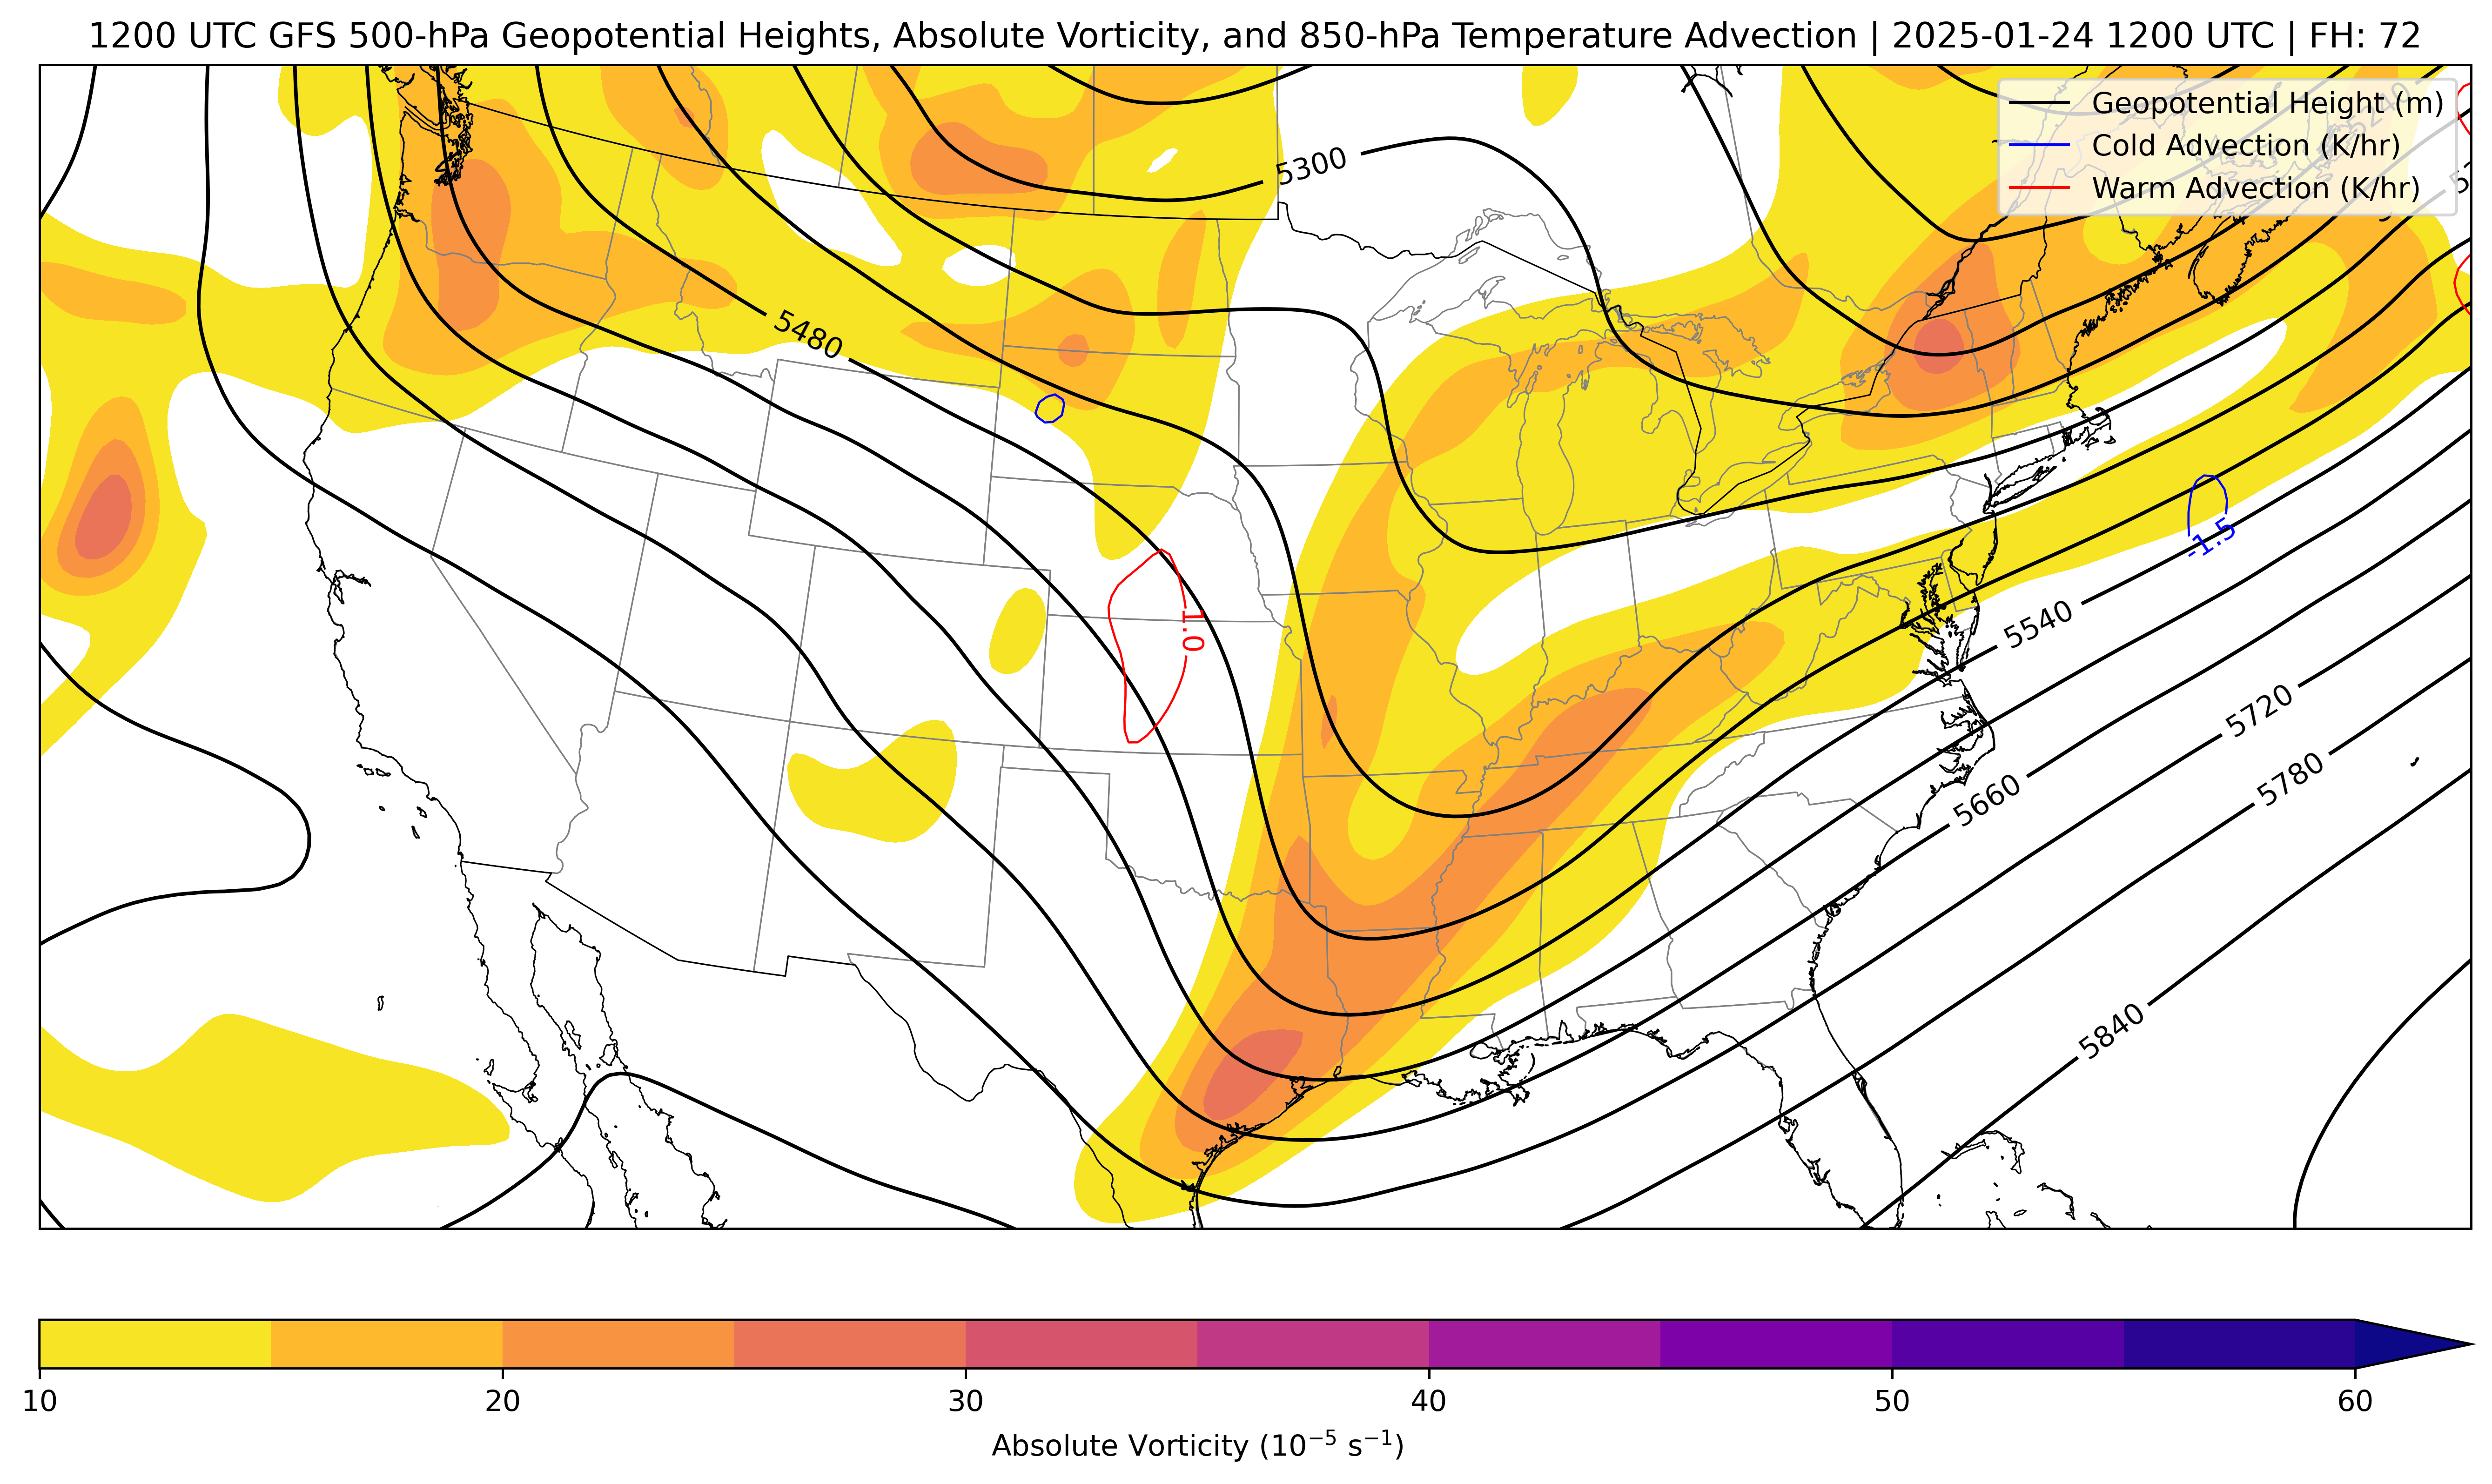 1200 UTC GFS 500-hPa Geopotential Heights, Absolute Vorticity, and 850-hPa Temperature Advection | 2025-01-24 1200 UTC | FH: 72
Geopotential Height (m)
Cold Advection (K/hr)
Warm Advection (K/hr)
5300
5480
-1.5
1.0
5540
5720
5780
5660
5840
10 20 30 40 50 60
Absolute Vorticity (10⁻⁵ s⁻¹)